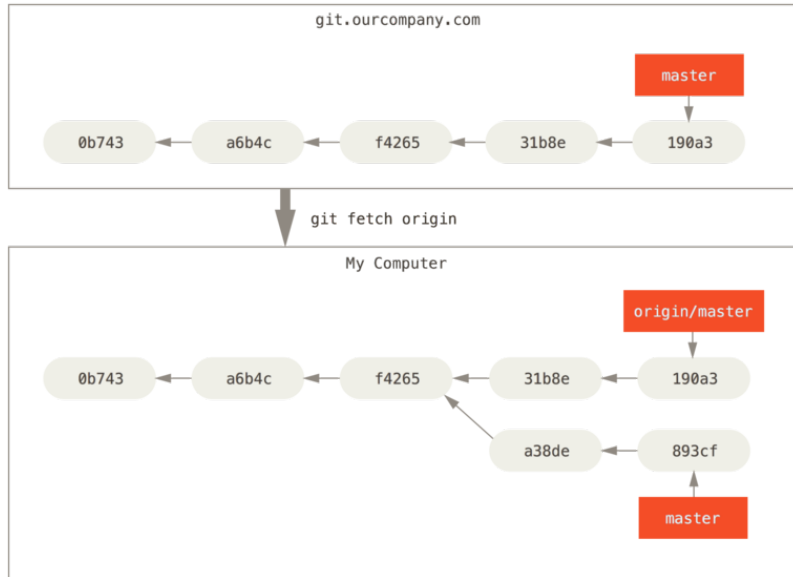 git.ourcompany.com
master
0b743 a6b4c f4265 31b8e 190a3
git fetch origin
My Computer
origin/master
0b743 a6b4c f4265 31b8e 190a3
a38de 893cf
master